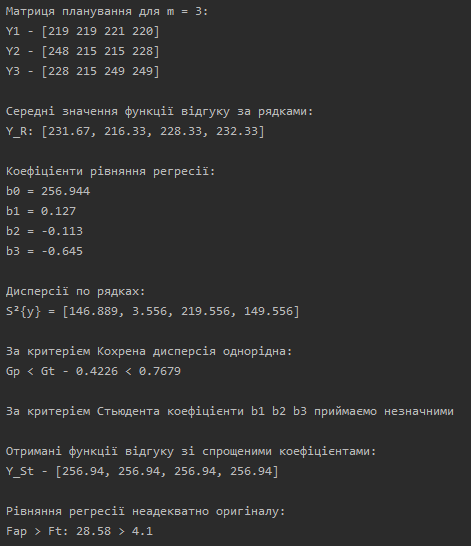 Матриця планування для m = 3:
Y1 - [219 219 221 220]
Y2 - [248 215 215 228]
Y3 - [228 215 249 249]
Середні значення функції відгуку за рядками:
Y_R: [231.67, 216.33, 228.33, 232.33]
Коефіцієнти рівняння регресії:
b0 = 256.944
b1 = 0.127
b2 = -0.113
b3 = -0.645
Дисперсії по рядках:
S²{y} = [146.889, 3.556, 219.556, 149.556]
За критерієм Кохрена дисперсія однорідна:
Gp < Gt - 0.4226 < 0.7679
За критерієм Стьюдента коефіцієнти b1 b2 b3 приймаємо незначними
Отримані функції відгуку зі спрощеними коефіцієнтами:
Y_St - [256.94, 256.94, 256.94, 256.94]
Рівняння регресії неадекватно оригіналу:
Fap > Ft: 28.58 > 4.1